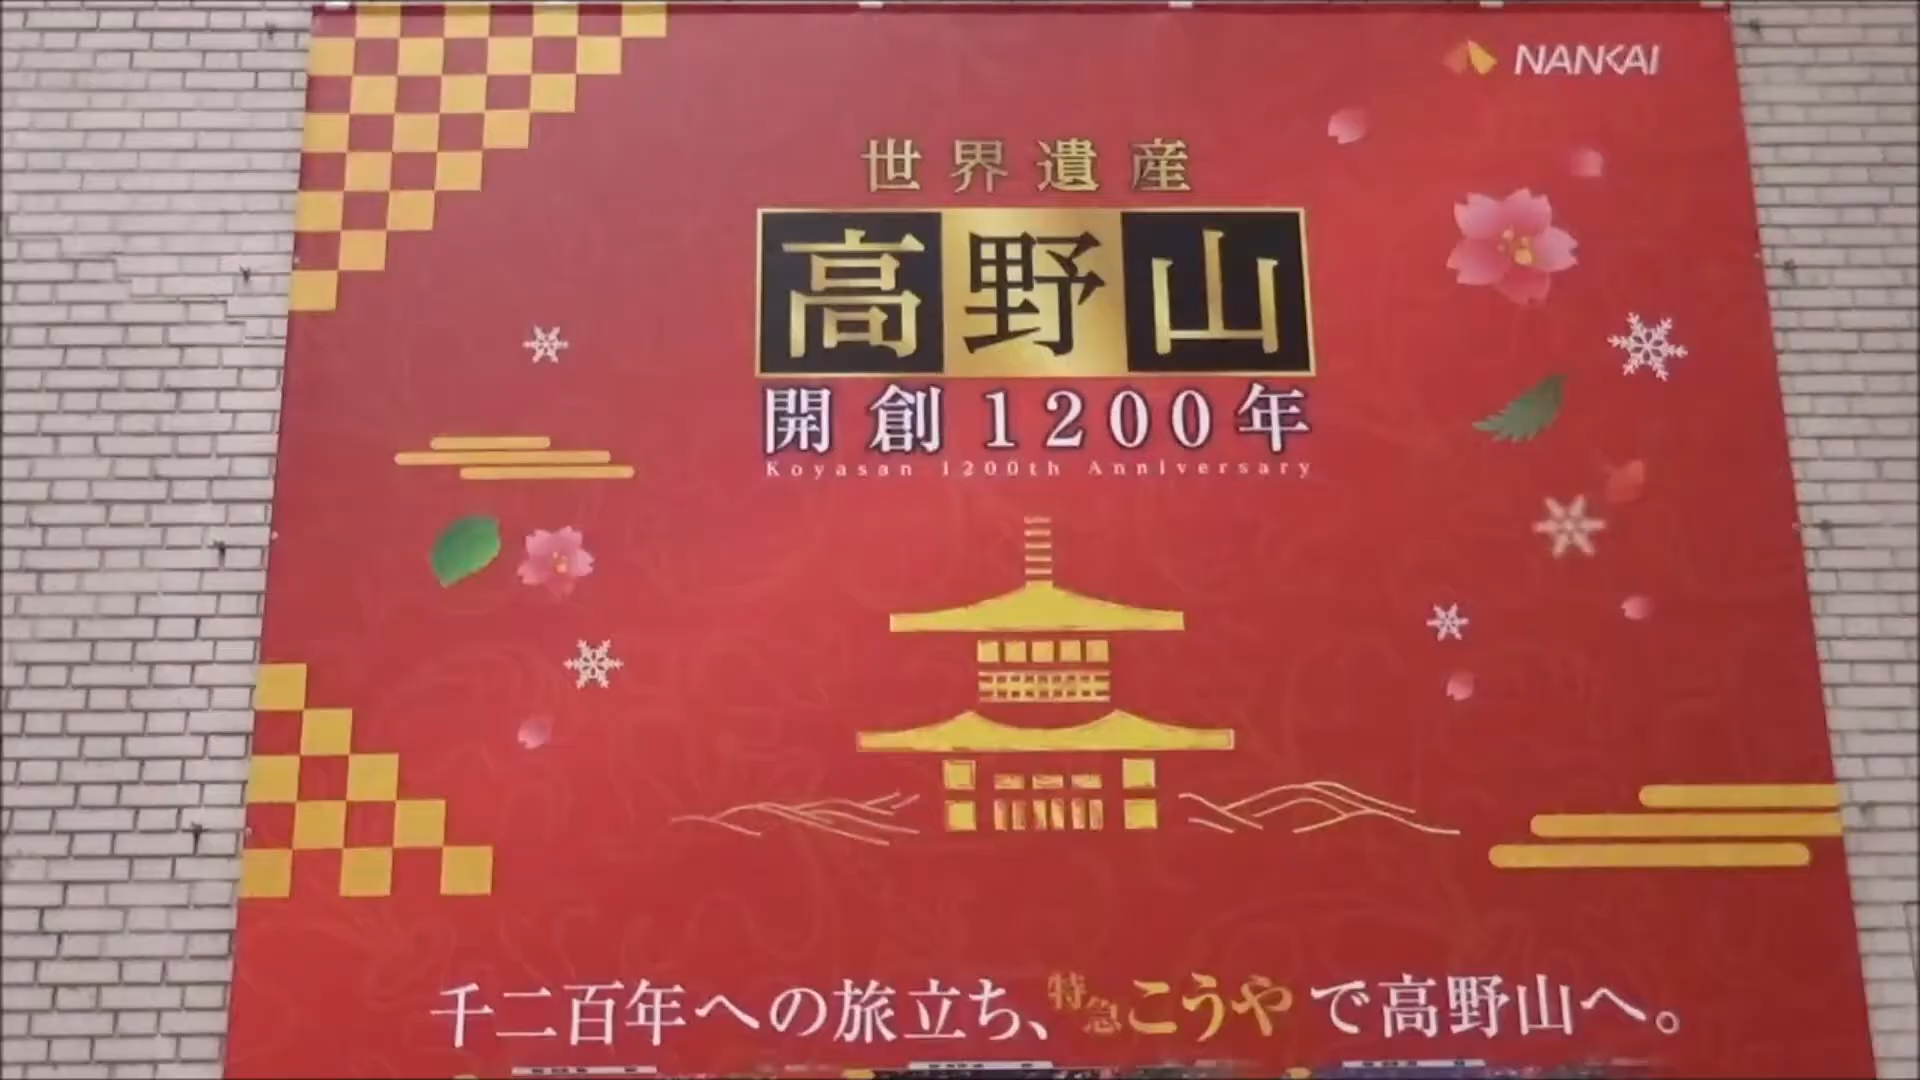 NANKAI
世界遺産
高野山
開創1200年
Koyasan 1200th Anniversary
千二百年への旅立ち、特急こうやで高野山へ。